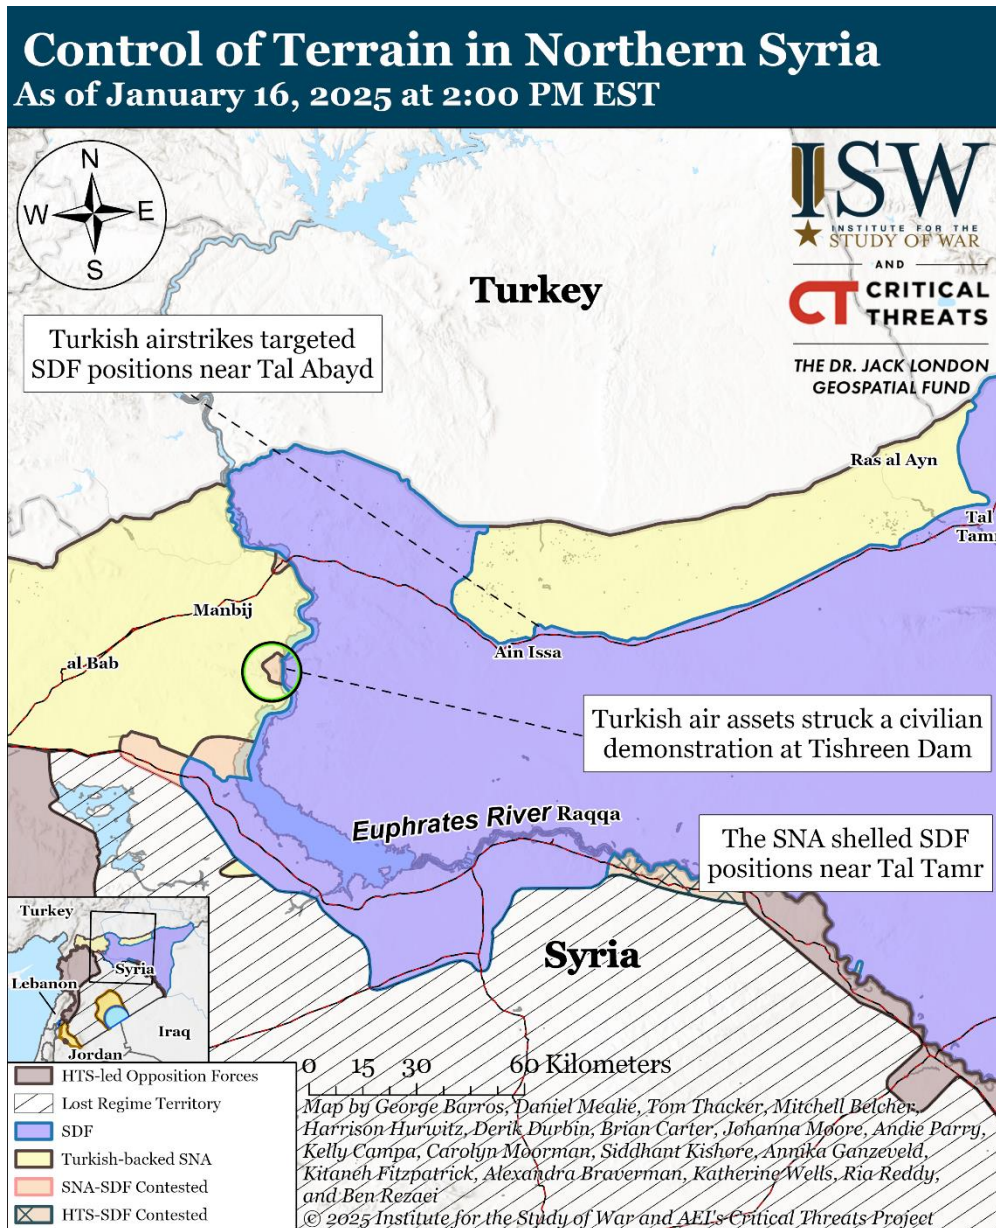 Control of Terrain in Northern Syria
As of January 16, 2025 at 2:00 PM EST
N
W
E
S
ISW
INSTITUTE FOR THE
STUDY OF WAR
AND
CT CRITICAL
THREATS
THE DR. JACK LONDON
GEOSPATIAL FUND
Turkey
Turkish airstrikes targeted
SDF positions near Tal Abayd
Ras al Ayn
Tal
Tamr
Manbij
Ain Issa
al Bab
Turkish air assets struck a civilian
demonstration at Tishreen Dam
Euphrates River
Raqqa
The SNA shelled SDF
positions near Tal Tamr
Syria
Turkey
Syria
Lebanon
Iraq
Jordan
0 15 30 60 Kilometers
HTS-led Opposition Forces
Lost Regime Territory
SDF
Turkish-backed SNA
SNA-SDF Contested
HTS-SDF Contested
Map by George Barros, Daniel Mealie, Tom Thacker, Mitchell Belcher,
Harrison Hurwitz, Derik Durbin, Brian Carter, Johanna Moore, Andie Parry,
Kelly Campa, Carolyn Moorman, Siddhant Kishore, Annika Ganzeveld,
Kitaneh Fitzpatrick, Alexandra Braverman, Katherine Wells, Ria Reddy,
and Ben Rezaei
© 2025 Institute for the Study of War and AEI's Critical Threats Project